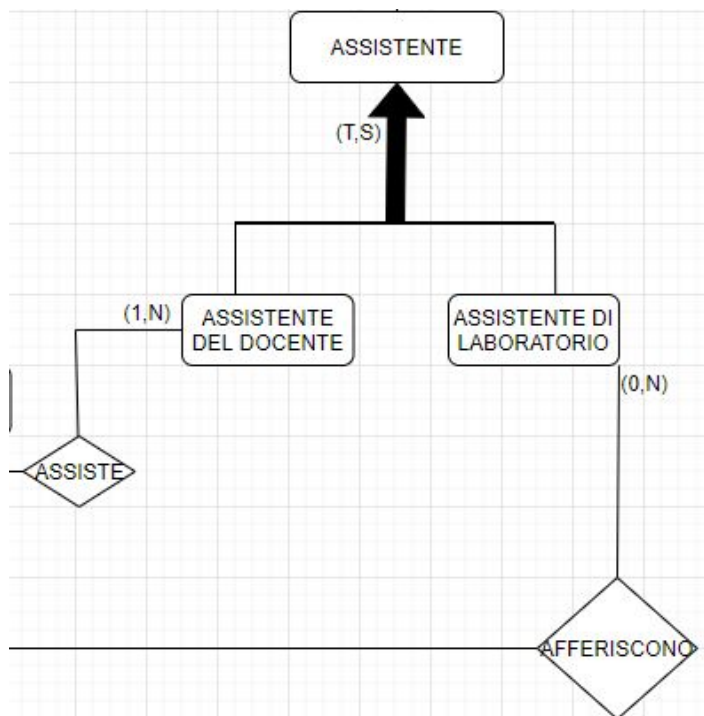 ASSISTENTE
(T,S)
(1,N)
ASSISTENTE
DEL DOCENTE
ASSISTENTE DI
LABORATORIO
(0,N)
ASSISTE
AFFERISCONO